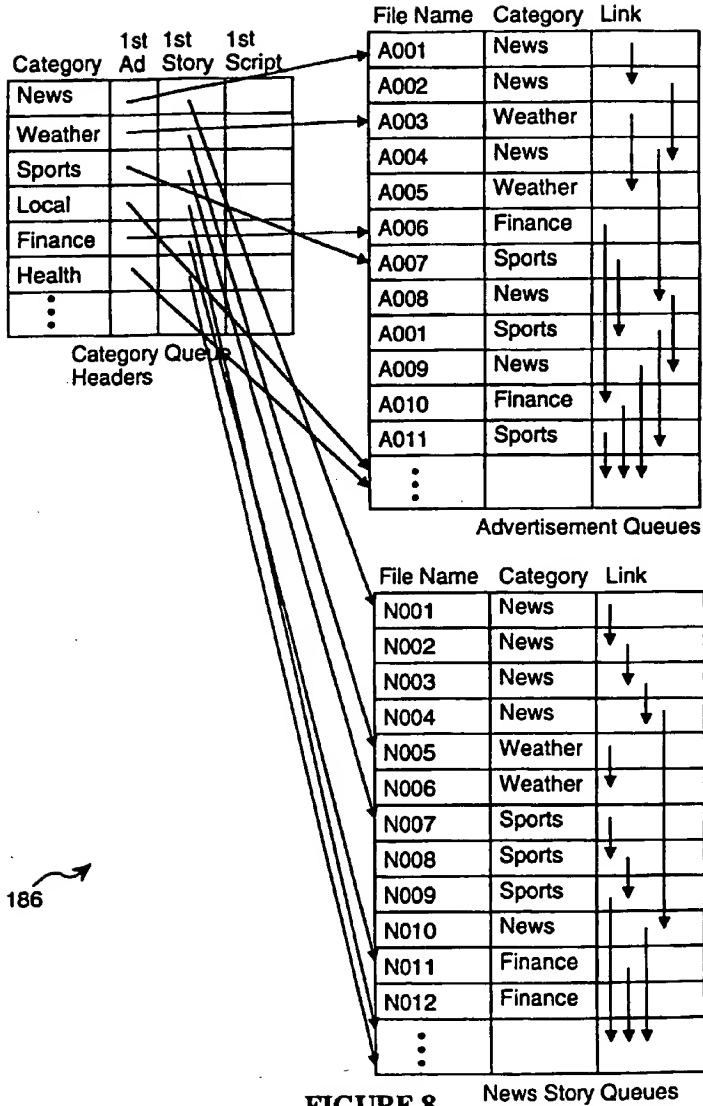 Category 1st Ad 1st Story 1st Script
News
Weather
Sports
Local
Finance
Health
Category Queue Headers
File Name Category Link
A001 News
A002 News
A003 Weather
A004 News
A005 Weather
A006 Finance
A007 Sports
A008 News
A001 Sports
A009 News
A010 Finance
A011 Sports
Advertisement Queues
File Name Category Link
N001 News
N002 News
N003 News
N004 News
N005 Weather
N006 Weather
N007 Sports
N008 Sports
N009 Sports
N010 News
N011 Finance
N012 Finance
186
FIGURE 8
News Story Queues